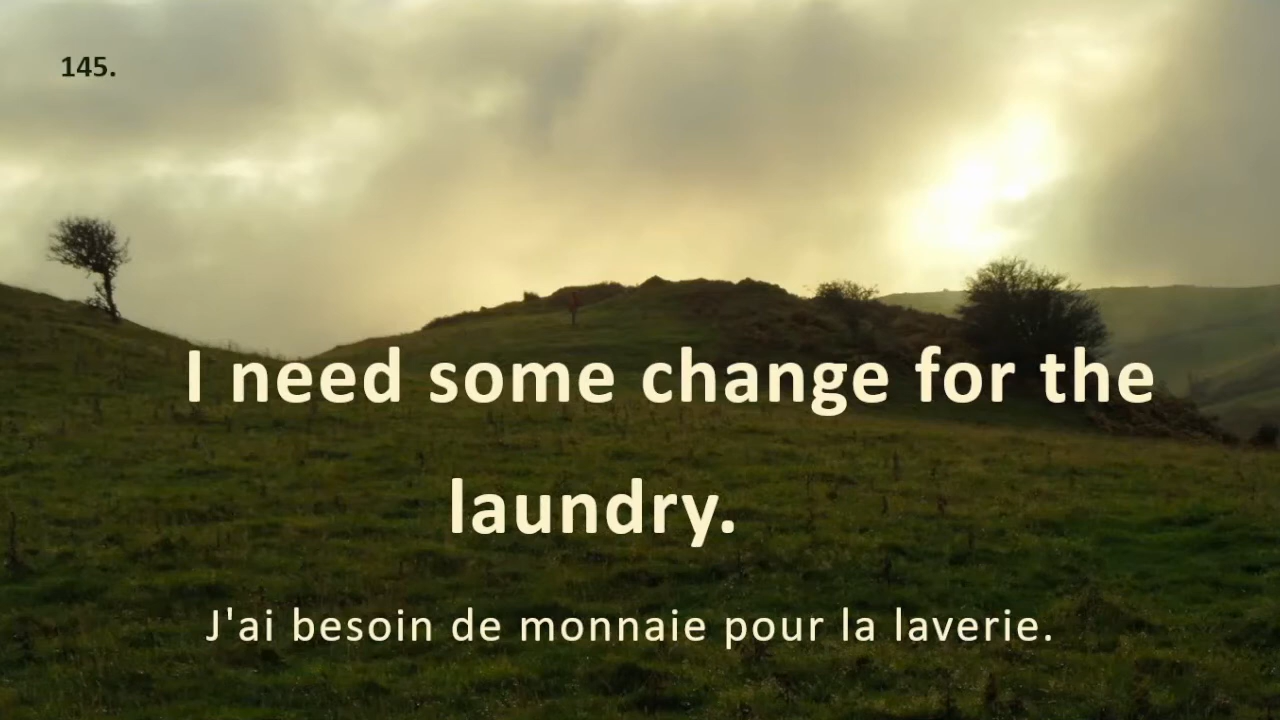 145.
I need some change for the
laundry.
J'ai besoin de monnaie pour la laverie.